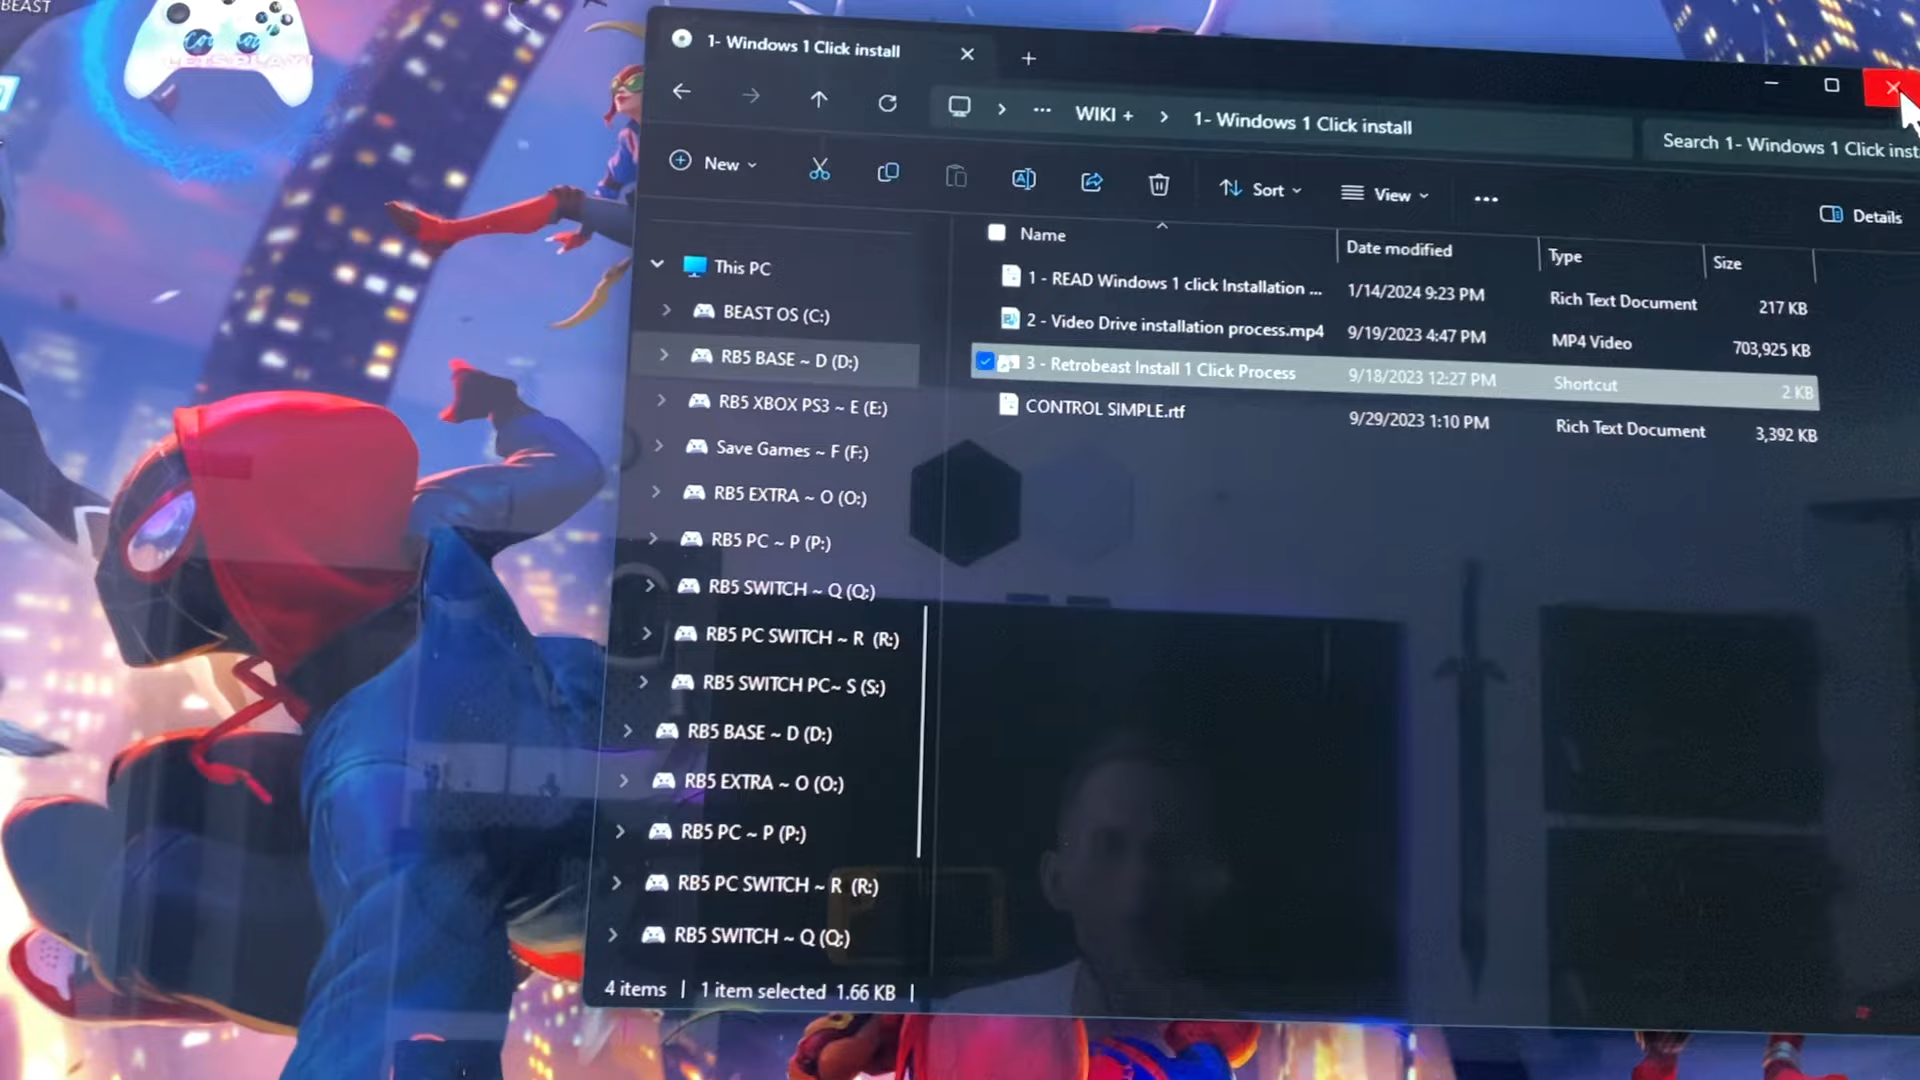 BEAST
LETSPLAY!
1- Windows 1 Click install
WIKI +
1- Windows 1 Click install
Search 1- Windows 1 Click inst
New
Sort
View
Details
Name
Date modified
Type
Size
1 - READ Windows 1 click Installation ...
1/14/2024 9:23 PM
Rich Text Document
217 KB
2 - Video Drive installation process.mp4
9/19/2023 4:47 PM
MP4 Video
703,925 KB
3 - Retrobeast Install 1 Click Process
9/18/2023 12:27 PM
Shortcut
2 KB
CONTROL SIMPLE.rtf
9/29/2023 1:10 PM
Rich Text Document
3,392 KB
This PC
BEAST OS (C:)
RB5 BASE ~ D (D:)
RB5 XBOX PS3 ~ E (E:)
Save Games ~ F (F:)
RB5 EXTRA ~ O (O:)
RB5 PC ~ P (P:)
RB5 SWITCH ~ Q (Q:)
RB5 PC SWITCH ~ R (R:)
RB5 SWITCH PC~ S (S:)
RB5 BASE ~ D (D:)
RB5 EXTRA ~ O (O:)
RB5 PC ~ P (P:)
RB5 PC SWITCH ~ R (R:)
RB5 SWITCH ~ Q (Q:)
4 items | 1 item selected 1.66 KB |